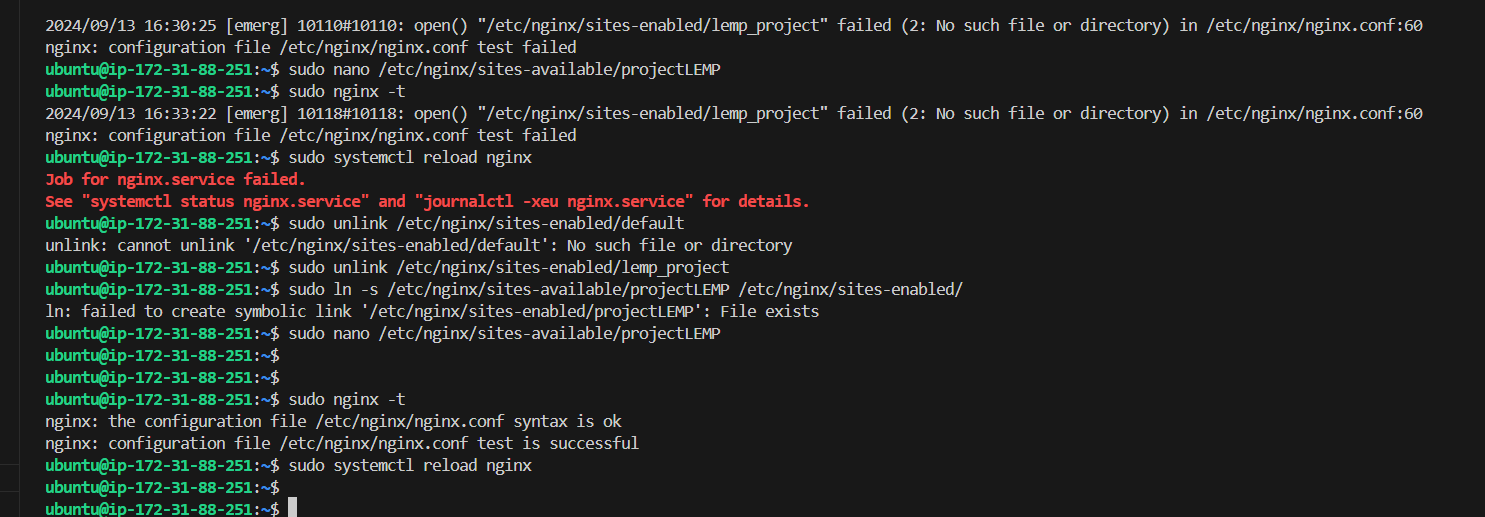 2024/09/13 16:30:25 [emerg] 10110#10110: open() "/etc/nginx/sites-enabled/lemp_project" failed (2: No such file or directory) in /etc/nginx/nginx.conf:60
nginx: configuration file /etc/nginx/nginx.conf test failed
ubuntu@ip-172-31-88-251:~$ sudo nano /etc/nginx/sites-available/projectLEMP
ubuntu@ip-172-31-88-251:~$ sudo nginx -t
2024/09/13 16:33:22 [emerg] 10118#10118: open() "/etc/nginx/sites-enabled/lemp_project" failed (2: No such file or directory) in /etc/nginx/nginx.conf:60
nginx: configuration file /etc/nginx/nginx.conf test failed
ubuntu@ip-172-31-88-251:~$ sudo systemctl reload nginx
Job for nginx.service failed.
See "systemctl status nginx.service" and "journalctl -xeu nginx.service" for details.
ubuntu@ip-172-31-88-251:~$ sudo unlink /etc/nginx/sites-enabled/default
unlink: cannot unlink '/etc/nginx/sites-enabled/default': No such file or directory
ubuntu@ip-172-31-88-251:~$ sudo unlink /etc/nginx/sites-enabled/lemp_project
ubuntu@ip-172-31-88-251:~$ sudo ln -s /etc/nginx/sites-available/projectLEMP /etc/nginx/sites-enabled/
ln: failed to create symbolic link '/etc/nginx/sites-enabled/projectLEMP': File exists
ubuntu@ip-172-31-88-251:~$ sudo nano /etc/nginx/sites-available/projectLEMP
ubuntu@ip-172-31-88-251:~$
ubuntu@ip-172-31-88-251:~$
ubuntu@ip-172-31-88-251:~$ sudo nginx -t
nginx: the configuration file /etc/nginx/nginx.conf syntax is ok
nginx: configuration file /etc/nginx/nginx.conf test is successful
ubuntu@ip-172-31-88-251:~$ sudo systemctl reload nginx
ubuntu@ip-172-31-88-251:~$
ubuntu@ip-172-31-88-251:~$